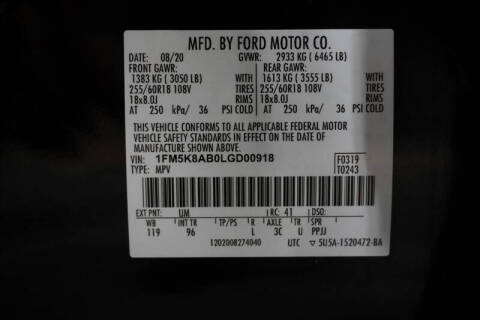 MFD. BY FORD MOTOR CO.
DATE: 08/20 GVWR: 2933 KG ( 6465 LB)
FRONT GAWR: REAR GAWR:
1383 KG ( 3050 LB) WITH 1613 KG ( 3555 LB) WITH
255/60R18 108V TIRES 255/60R18 108V TIRES
18x8.0J RIMS 18x8.0J RIMS
AT 250 kPa/ 36 PSI COLD AT 250 kPa/ 36 PSI COLD
THIS VEHICLE CONFORMS TO ALL APPLICABLE FEDERAL MOTOR
VEHICLE SAFETY STANDARDS IN EFFECT ON THE DATE OF
MANUFACTURE SHOWN ABOVE.
VIN: 1FM5K8AB0LGD00918 F0319
TYPE: MPV T0243
EXT PNT: UM RC: 41 DSO:
WB INT TR TP/PS R AXLE TR SPR
119 96 L 3C U PPJJ
1202008274040 UTC ▽5U5A-1520472-BA